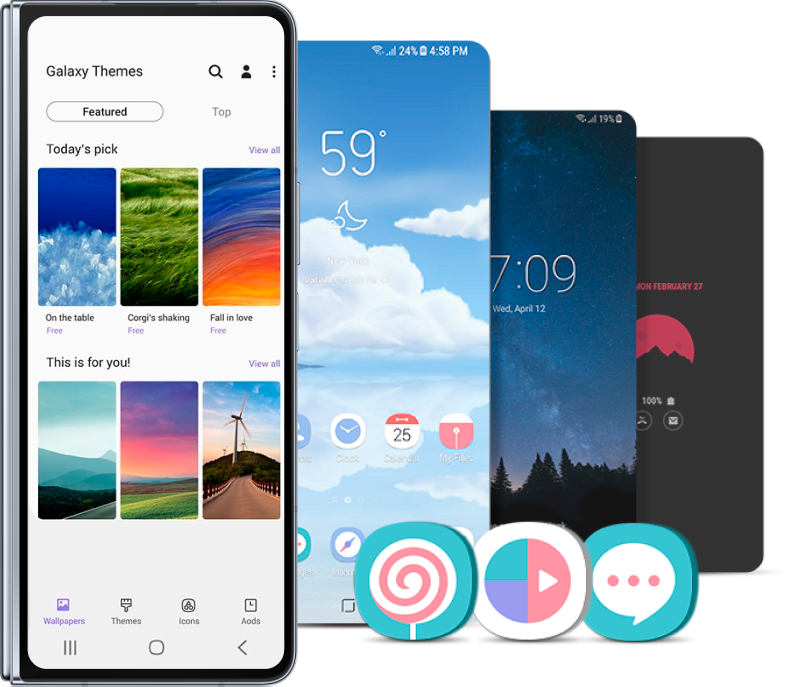 Galaxy Themes
Featured
Top
Today's pick
View all
On the table
Free
Corgi's shaking
Free
Fall in love
Free
This is for you!
View all
Wallpapers
Themes
Icons
Aods
24% 4:58 PM
59°
New York
Clock
25
Calendar
My Files
19%
7:09
Wed, April 12
MON FEBRUARY 27
100%